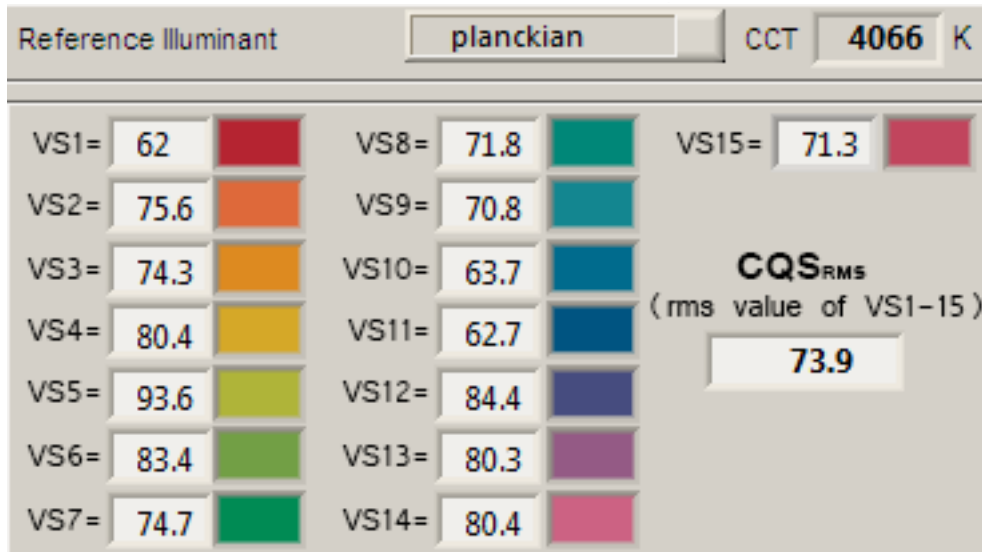 Reference Illuminant planckian CCT 4066 K
VS1= 62
VS2= 75.6
VS3= 74.3
VS4= 80.4
VS5= 93.6
VS6= 83.4
VS7= 74.7
VS8= 71.8
VS9= 70.8
VS10= 63.7
VS11= 62.7
VS12= 84.4
VS13= 80.3
VS14= 80.4
VS15= 71.3
CQSRMS
(rms value of VS1-15)
73.9